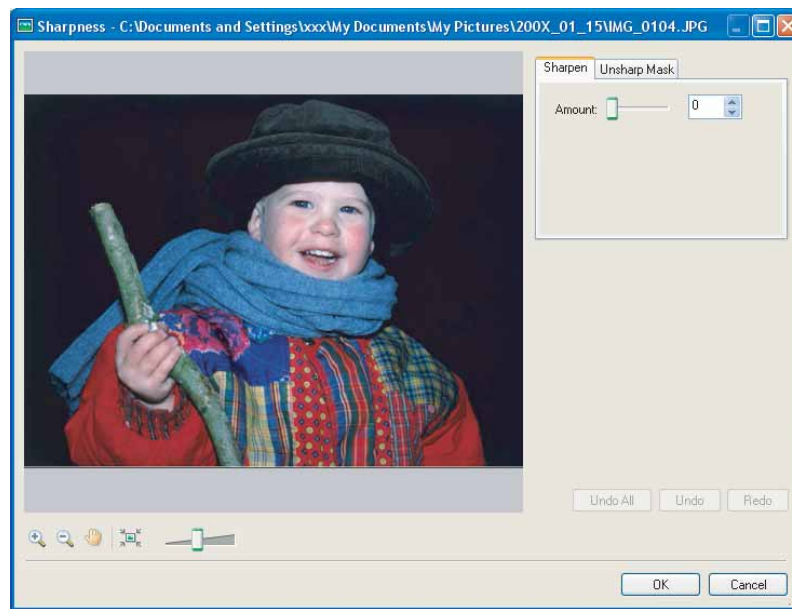 Sharpness - C:\Documents and Settings\xxx\My Documents\My Pictures\200X_01_15\IMG_0104.JPG
Sharpen Unsharp Mask
Amount: 0
Undo All Undo Redo
OK Cancel